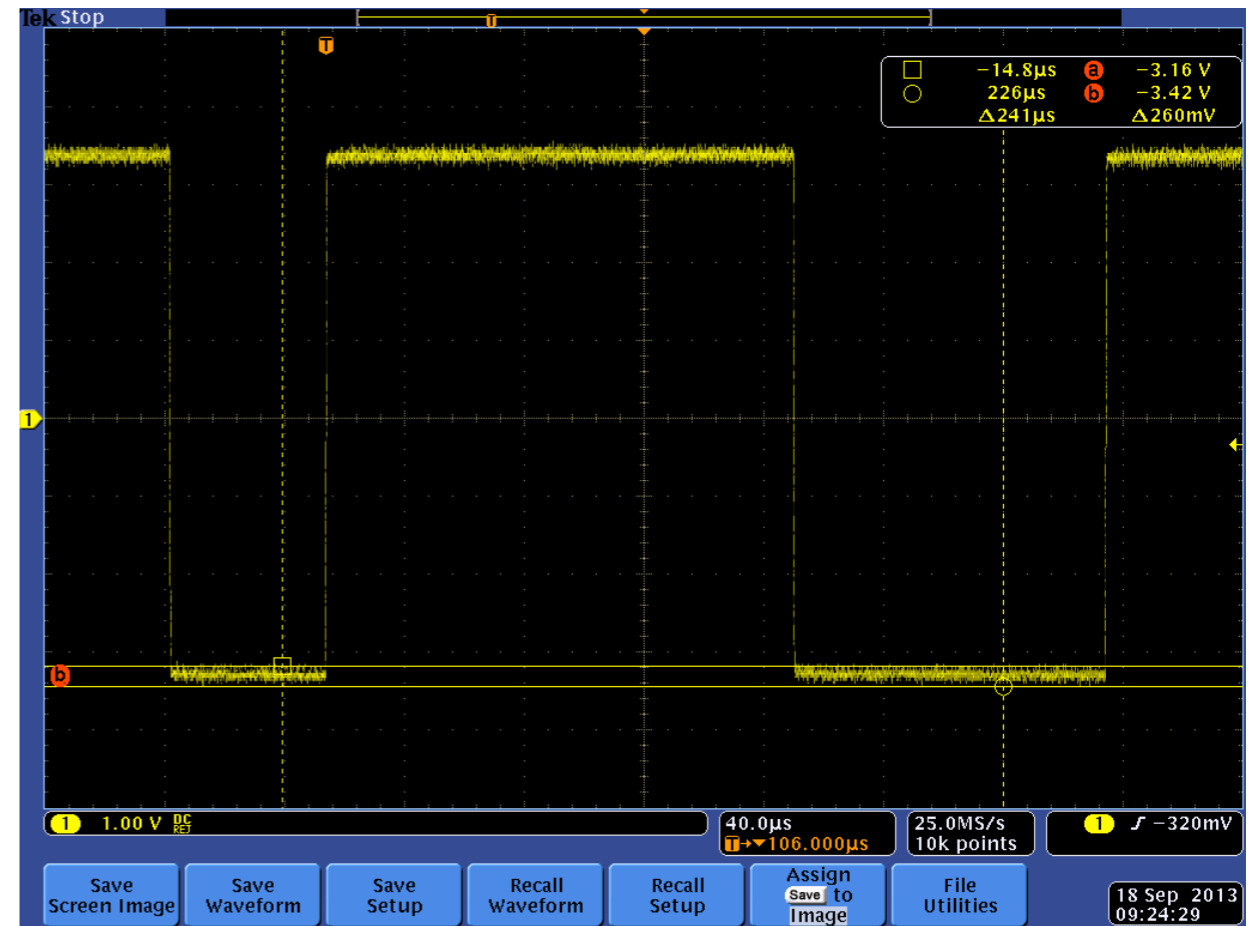 Tek Stop
T
T
−14.8µs a −3.16 V
226µs b −3.42 V
Δ241µs Δ260mV
1
b
1 1.00 V DC REJ
40.0µs
T→▼106.000µs
25.0MS/s
10k points
1 −320mV
Save Screen Image
Save Waveform
Save Setup
Recall Waveform
Recall Setup
Assign
Save to
Image
File Utilities
18 Sep 2013
09:24:29